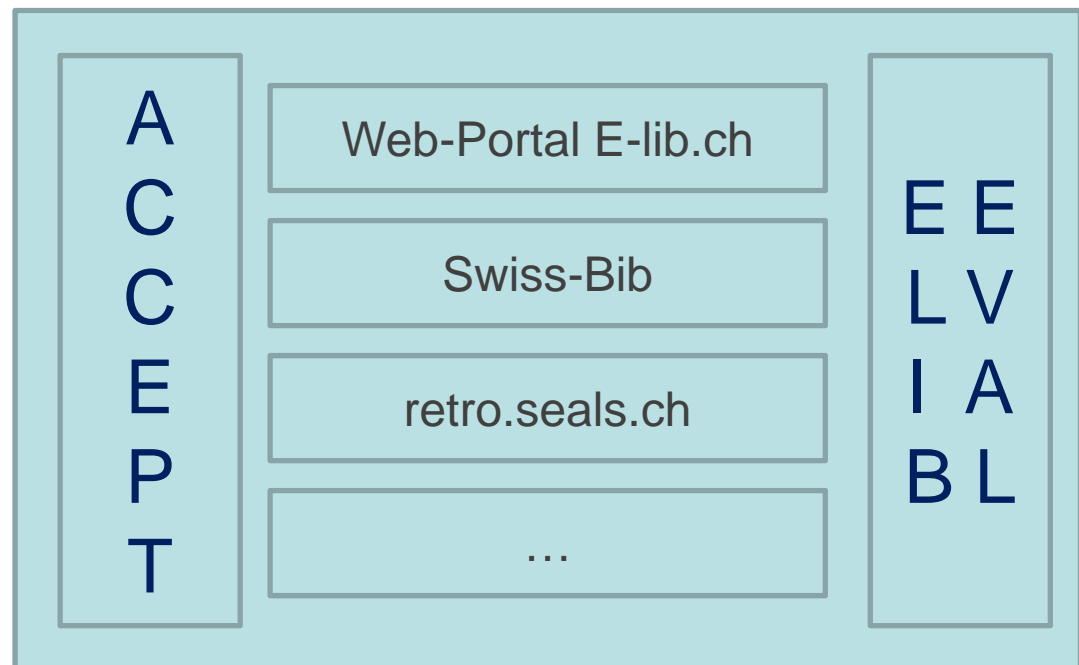 A
C
C
E
P
T
Web-Portal E-lib.ch
Swiss-Bib
retro.seals.ch
...
E E
L V
I A
B L